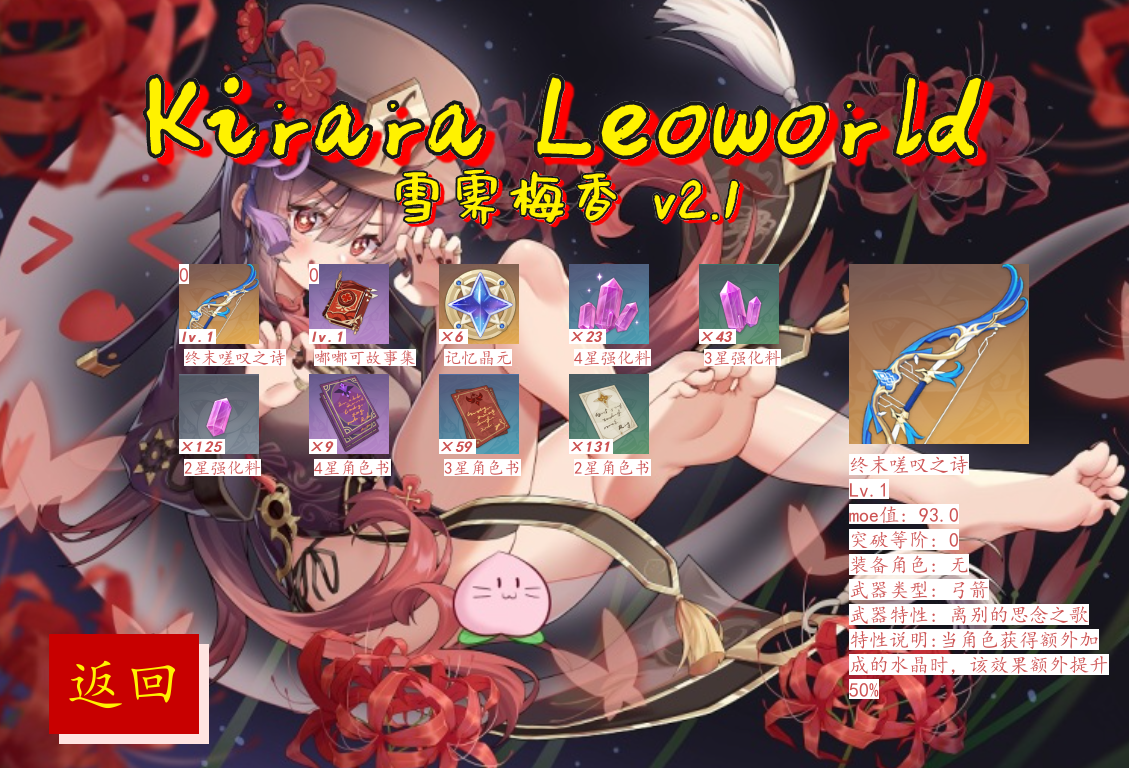 Kirara Leoworld
雪霁梅香 v2.1
0
0
lv.1
lv.1
×6
×23
×43
终末嗟叹之诗
嘟嘟可故事集
记忆晶元
4星强化料
3星强化料
×125
×9
×59
×131
2星强化料
4星角色书
3星角色书
2星角色书
终末嗟叹之诗
Lv.1
moe值: 93.0
突破等阶: 0
装备角色: 无
武器类型: 弓箭
武器特性: 离别的思念之歌
特性说明:当角色获得额外加
成的水晶时，该效果额外提升
50%
返回